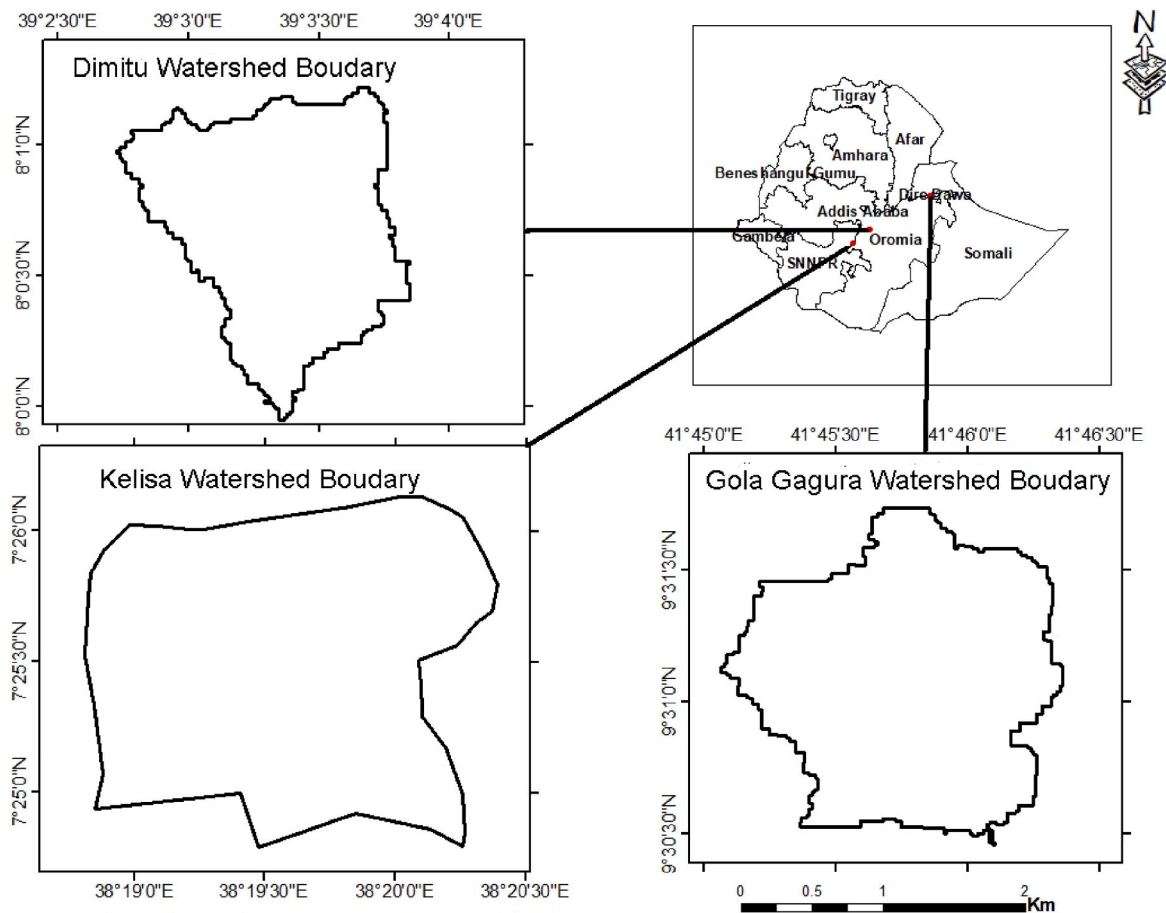 39°2'30"E
39°3'0"E
39°3'30"E
39°4'0"E
Dimitu Watershed Boudary
8°1'0"N
8°0'30"N
8°0'0"N
N
Tigray
Afar
Amhara
Beneshangul Gumu
Dire Dawa
Addis Ababa
Gambela
Oromia
SNNPR
Somali
Kelisa Watershed Boudary
7°26'0"N
7°25'30"N
7°25'0"N
38°19'0"E
38°19'30"E
38°20'0"E
38°20'30"E
41°45'0"E
41°45'30"E
41°46'0"E
41°46'30"E
Gola Gagura Watershed Boudary
9°31'30"N
9°31'0"N
9°30'30"N
0 0.5 1 2
Km